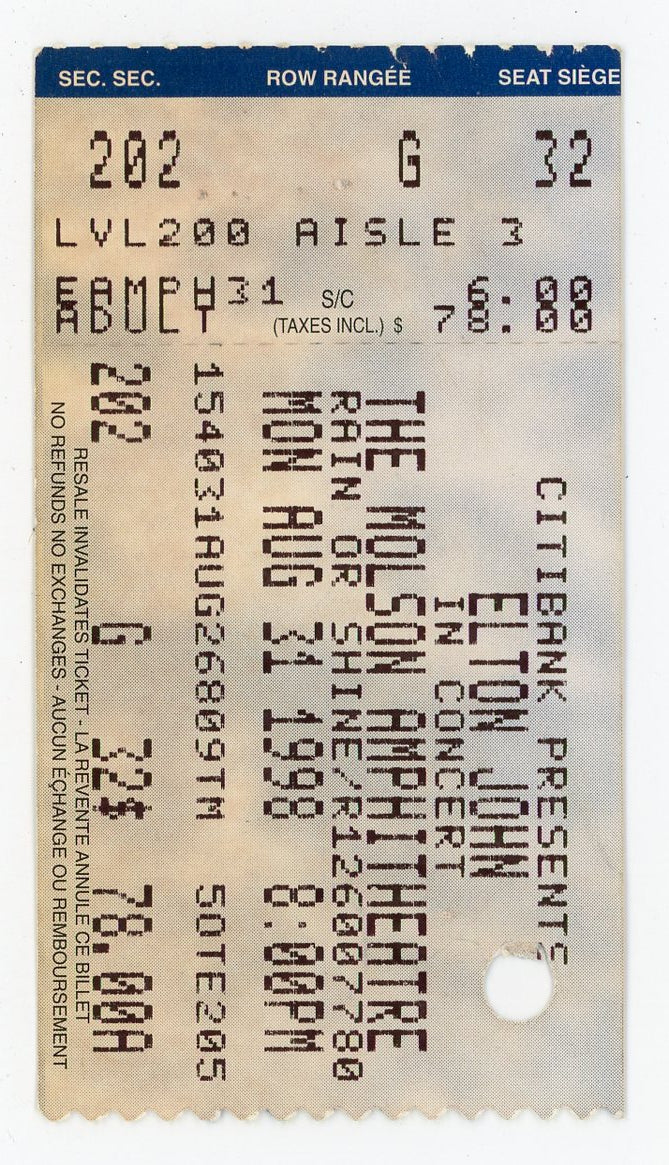 SEC. SEC. ROW RANGÉE SEAT SIÈGE
202 G 32
LVL200 AISLE 3
EAMPH31 S/C 6.00
ADULT (TAXES INCL.) $ 78.00
CITIBANK PRESENTS
ELTON JOHN
IN CONCERT
THE MOLSON AMPHITHEATRE
RAIN OR SHINE/R12600780
MON AUG 31 1998 8:00PM
154031AUG26809TM SOTE205
202 G 32$ 78.00A
RESALE INVALIDATES TICKET - LA REVENTE ANNULE CE BILLET
NO REFUNDS NO EXCHANGES - AUCUN ÉCHANGE OU REMBOURSEMENT